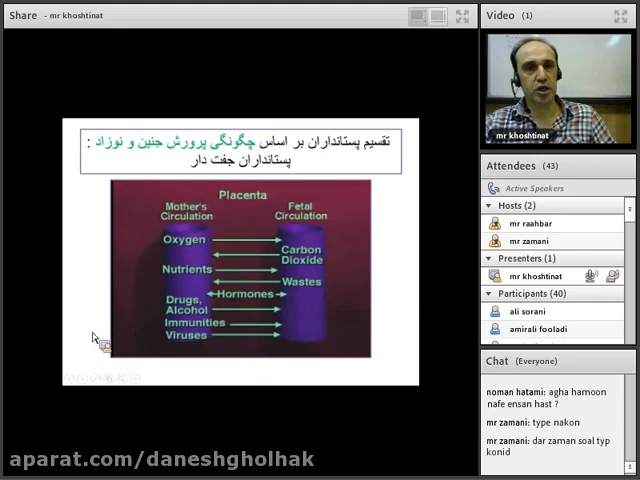 Share - mr khoshtinat
تقسیم پستانداران بر اساس چگونگی پرورش جنین و نوزاد :
پستانداران جفت دار
Placenta
Mother's
Circulation
Fetal
Circulation
Oxygen
Carbon
Dioxide
Nutrients
Wastes
Hormones
Drugs,
Alcohol
Immunities
Viruses
aparat.com/daneshgholhak
Video (1)
mr khoshtinat
Attendees (43)
Active Speakers
Hosts (2)
mr raahbar
mr zamani
Presenters (1)
mr khoshtinat
Participants (40)
ali sorani
amirali fooladi
Chat (Everyone)
noman hatami: agha hamoon
nafe ensan hast ?
mr zamani: type nakon
mr zamani: dar zaman soal typ
konid